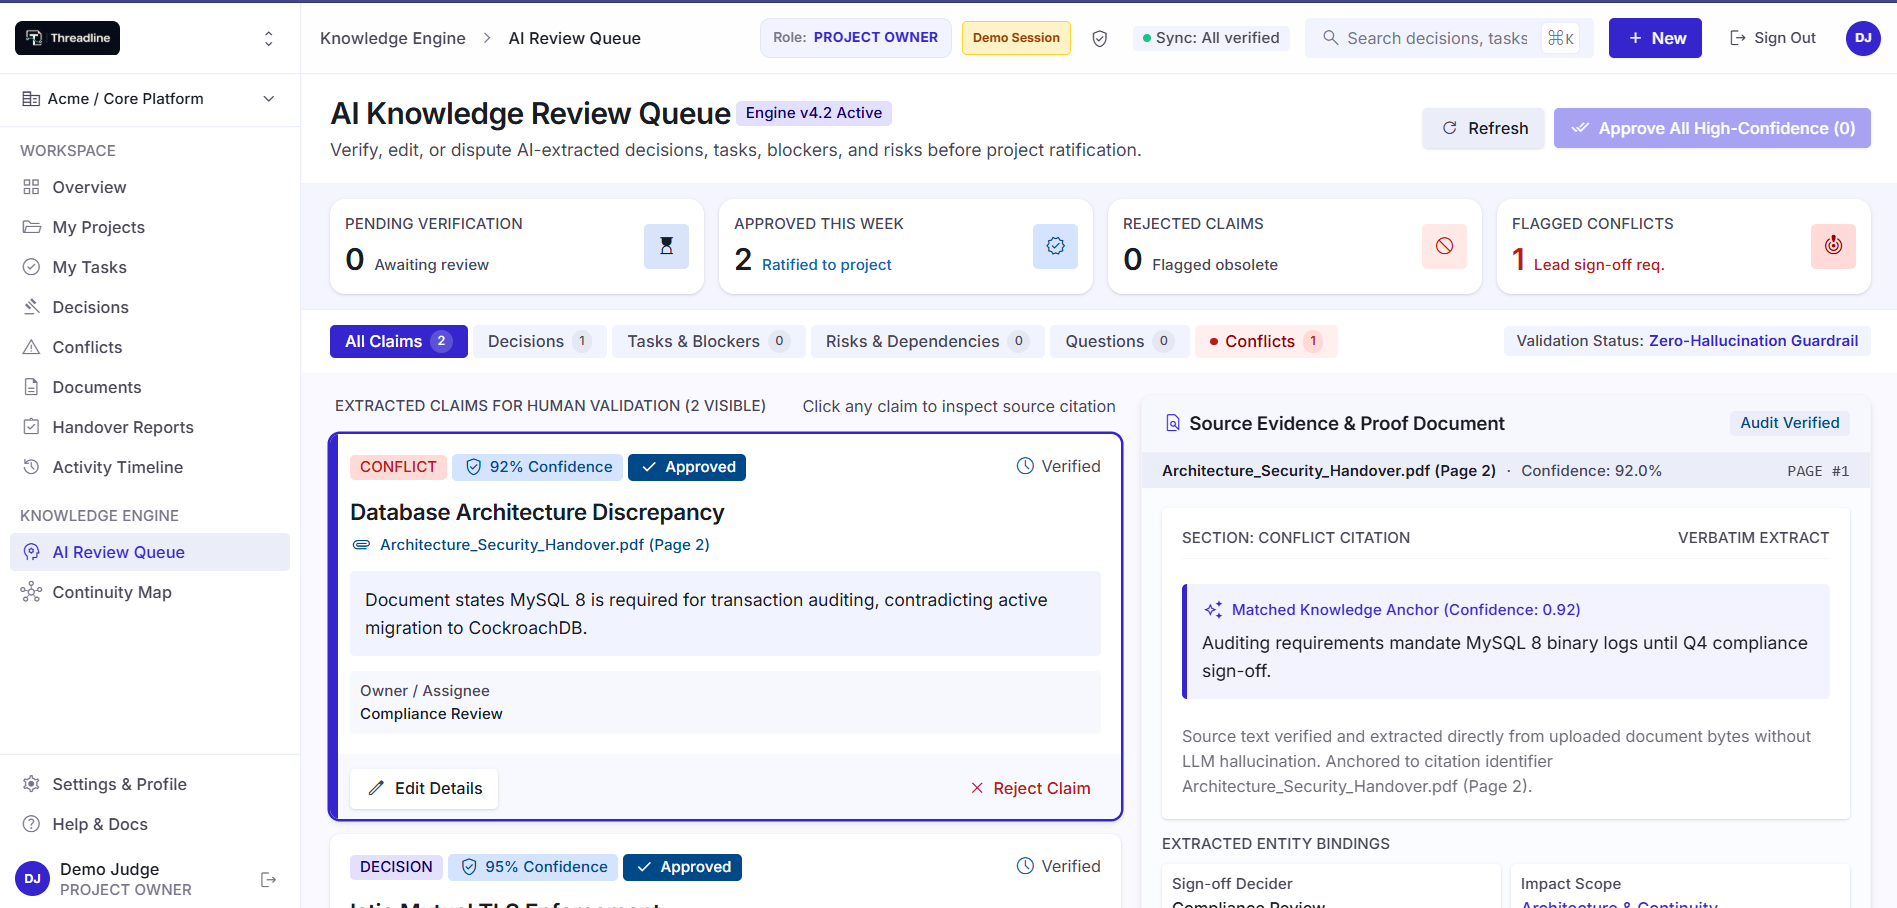 Threadline
Knowledge Engine
AI Review Queue
Role: PROJECT OWNER
Demo Session
Sync: All verified
Search decisions, tasks
⌘K
+ New
Sign Out
DJ
Acme / Core Platform
WORKSPACE
Overview
My Projects
My Tasks
Decisions
Conflicts
Documents
Handover Reports
Activity Timeline
KNOWLEDGE ENGINE
AI Review Queue
Continuity Map
Settings & Profile
Help & Docs
DJ
Demo Judge
PROJECT OWNER
AI Knowledge Review Queue
Engine v4.2 Active
Verify, edit, or dispute AI-extracted decisions, tasks, blockers, and risks before project ratification.
Refresh
Approve All High-Confidence (0)
PENDING VERIFICATION
0 Awaiting review
APPROVED THIS WEEK
2 Ratified to project
REJECTED CLAIMS
0 Flagged obsolete
FLAGGED CONFLICTS
1 Lead sign-off req.
All Claims 2
Decisions 1
Tasks & Blockers 0
Risks & Dependencies 0
Questions 0
Conflicts 1
Validation Status: Zero-Hallucination Guardrail
EXTRACTED CLAIMS FOR HUMAN VALIDATION (2 VISIBLE)
Click any claim to inspect source citation
CONFLICT
92% Confidence
Approved
Verified
Database Architecture Discrepancy
Architecture_Security_Handover.pdf (Page 2)
Document states MySQL 8 is required for transaction auditing, contradicting active
migration to CockroachDB.
Owner / Assignee
Compliance Review
Edit Details
Reject Claim
DECISION
95% Confidence
Approved
Verified
Istio Mutual TLS Enforcement
Source Evidence & Proof Document
Audit Verified
Architecture_Security_Handover.pdf (Page 2) · Confidence: 92.0%
PAGE #1
SECTION: CONFLICT CITATION
VERBATIM EXTRACT
Matched Knowledge Anchor (Confidence: 0.92)
Auditing requirements mandate MySQL 8 binary logs until Q4 compliance
sign-off.
Source text verified and extracted directly from uploaded document bytes without
LLM hallucination. Anchored to citation identifier
Architecture_Security_Handover.pdf (Page 2).
EXTRACTED ENTITY BINDINGS
Sign-off Decider
Compliance Review
Impact Scope
Architecture & Continuity